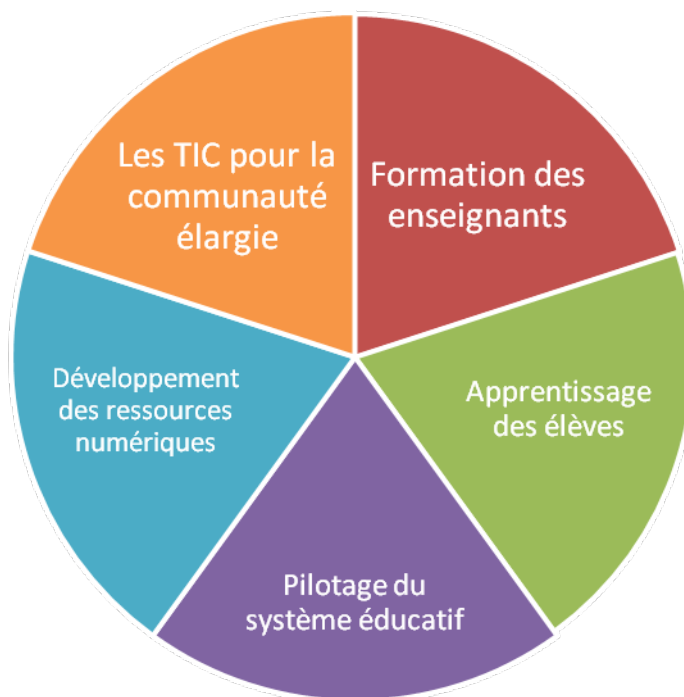 Les TIC pour la
communauté
élargie
Formation des
enseignants
Développement
des ressources
numériques
Apprentissage
des élèves
Pilotage du
système éducatif